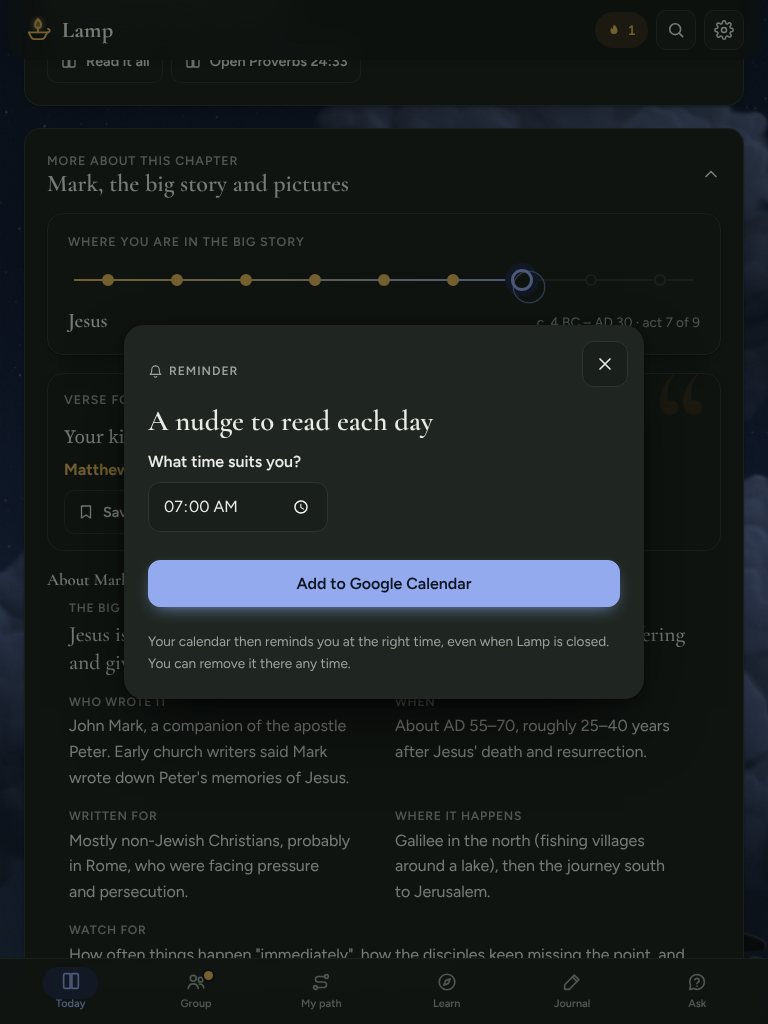 Lamp
1
Read it all
Open Proverbs 24:33
MORE ABOUT THIS CHAPTER
Mark, the big story and pictures
WHERE YOU ARE IN THE BIG STORY
Jesus
c. 4 BC – AD 30 · act 7 of 9
VERSE FO
Your ki
Matthew
Sav
REMINDER
A nudge to read each day
What time suits you?
07:00 AM
Add to Google Calendar
Your calendar then reminds you at the right time, even when Lamp is closed.
You can remove it there any time.
About Mark
THE BIG
Jesus is
ering
and giv
WHO WROTE IT
John Mark, a companion of the apostle
Peter. Early church writers said Mark
wrote down Peter's memories of Jesus.
WHEN
About AD 55–70, roughly 25–40 years
after Jesus' death and resurrection.
WRITTEN FOR
Mostly non-Jewish Christians, probably
in Rome, who were facing pressure
and persecution.
WHERE IT HAPPENS
Galilee in the north (fishing villages
around a lake), then the journey south
to Jerusalem.
WATCH FOR
How often things happen "immediately", how the disciples keep missing the point, and
Today
Group
My path
Learn
Journal
Ask